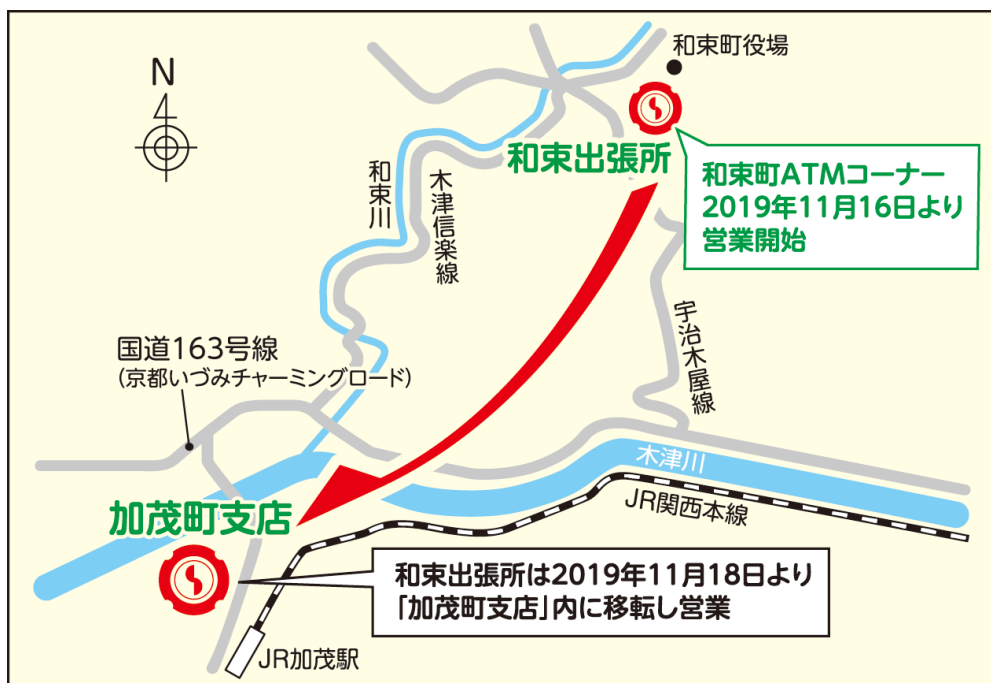 和束町役場
N
和束出張所
和束町ATMコーナー
2019年11月16日より
営業開始
和束川
木津信楽線
宇治木屋線
国道163号線
(京都いづみチャーミングロード)
木津川
JR関西本線
加茂町支店
和束出張所は2019年11月18日より
「加茂町支店」内に移転し営業
JR加茂駅